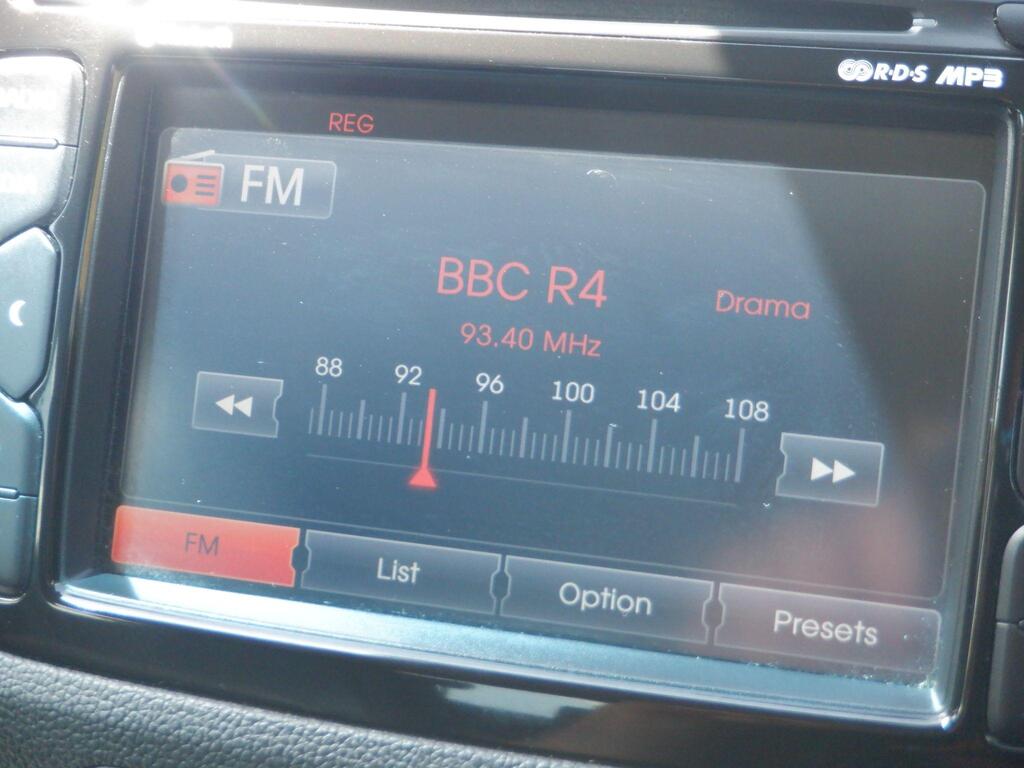 R·D·S MP3
REG
FM
BBC R4
Drama
93.40 MHz
88 92 96 100 104 108
FM List Option Presets